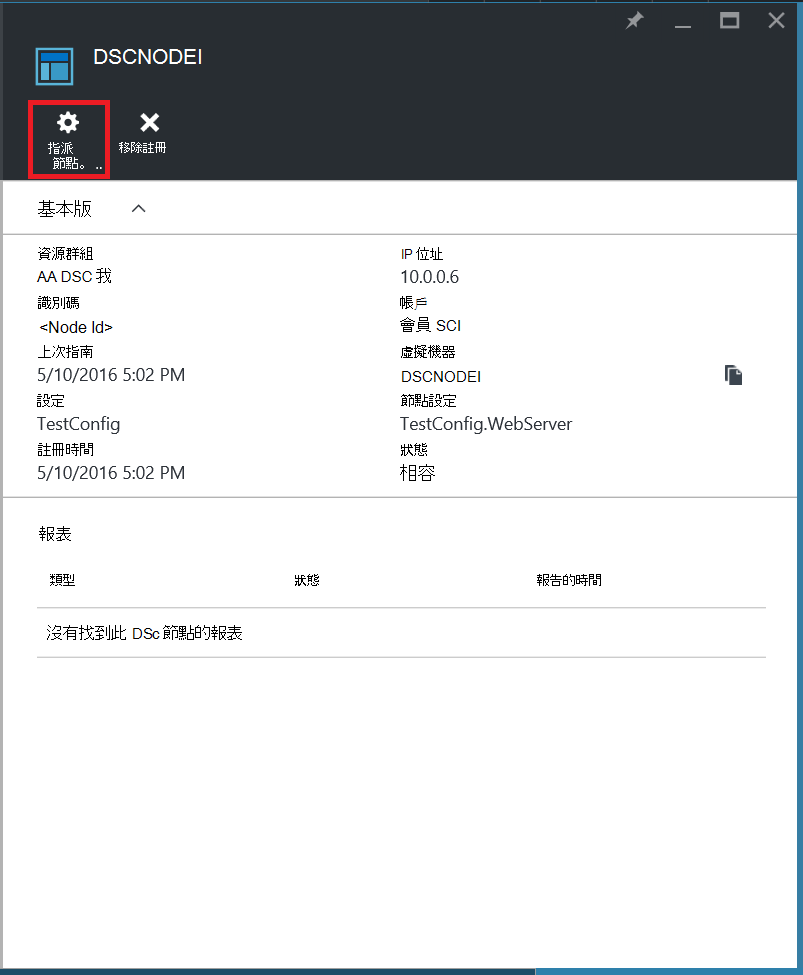 DSCNODEI
指派
節點。 ..
移除註冊
基本版
資源群組
AA DSC 我
識別碼
<Node Id>
上次指南
5/10/2016 5:02 PM
設定
TestConfig
註冊時間
5/10/2016 5:02 PM
IP 位址
10.0.0.6
帳戶
會員 SCI
虛擬機器
DSCNODEI
節點設定
TestConfig.WebServer
狀態
相容
報表
類型 狀態 報告的時間
沒有找到此 DSc 節點的報表